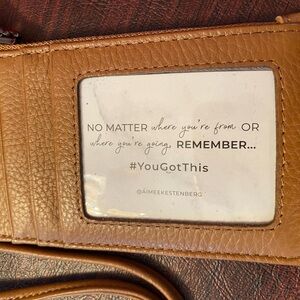 NO MATTER where you're from OR
where you're going, REMEMBER...
#YouGotThis
@AIMEEKESTENBERG